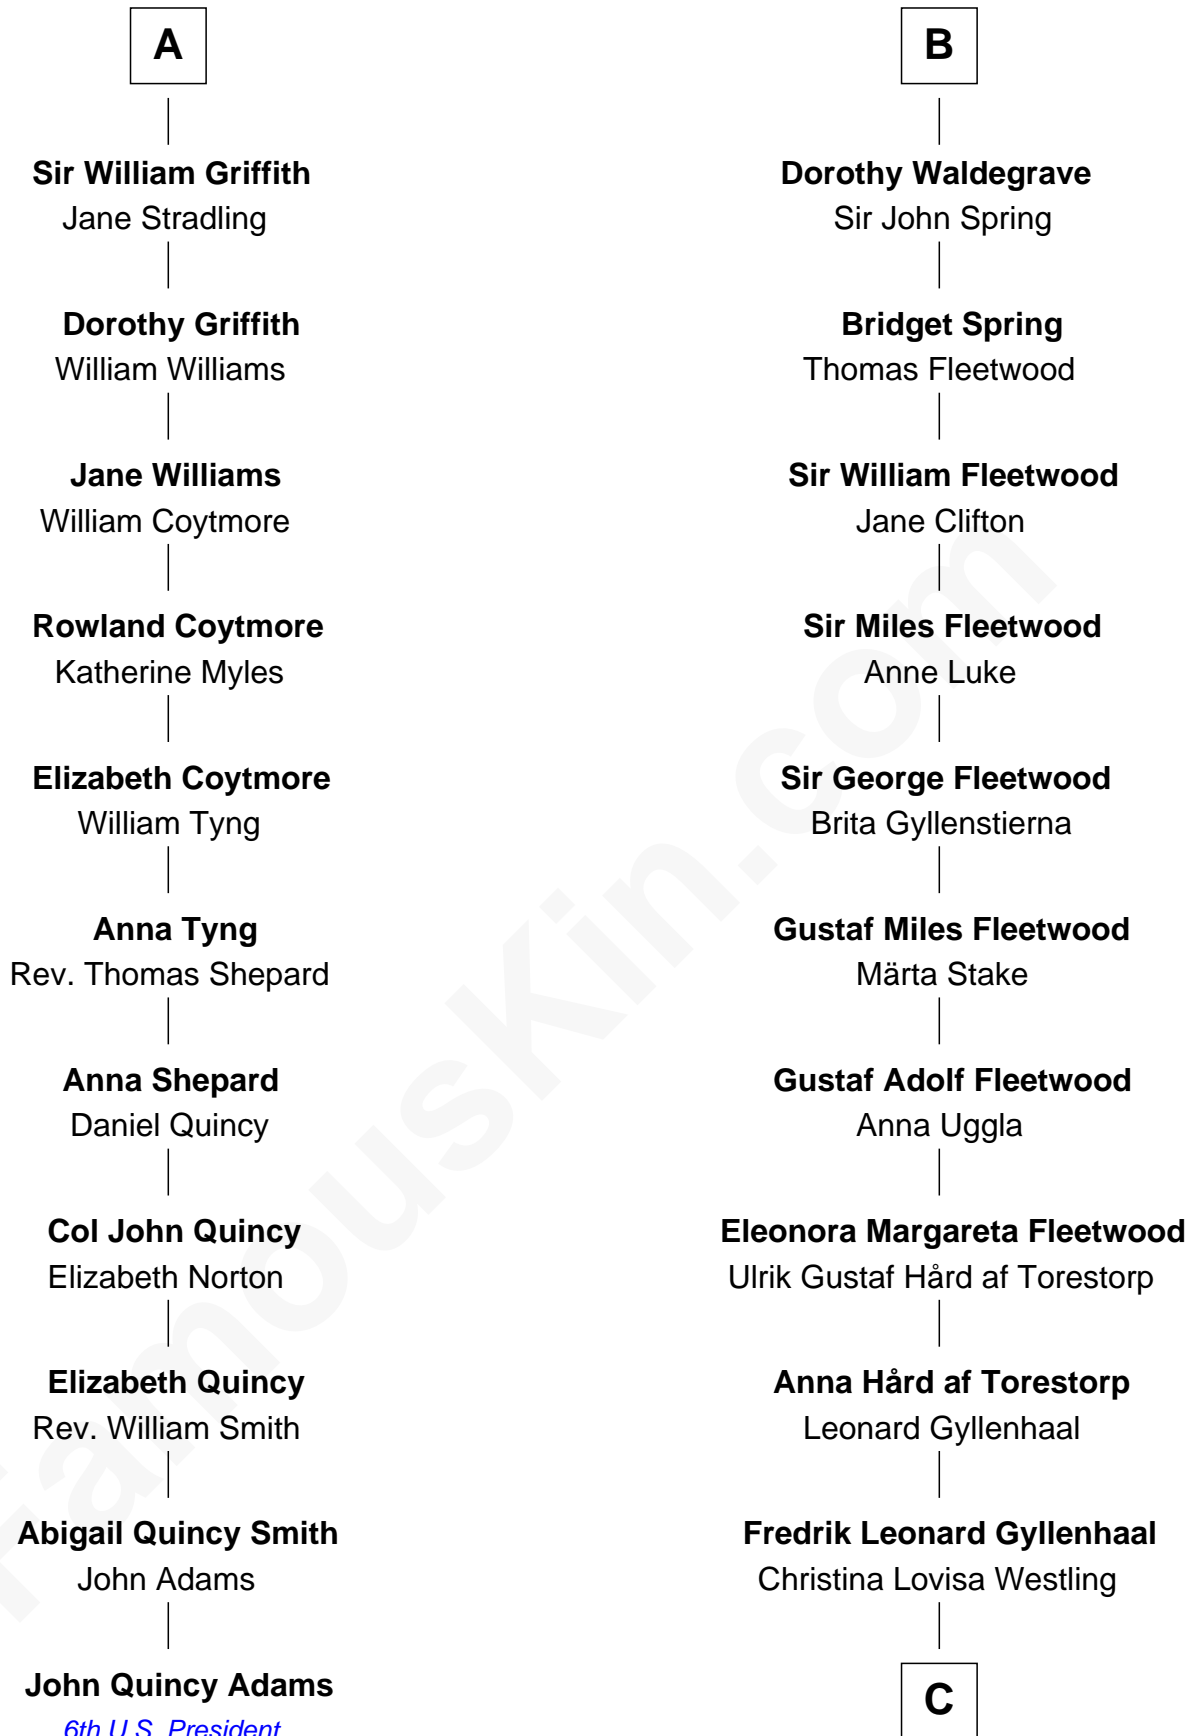 A
Sir William Griffith
Jane Stradling
Dorothy Griffith
William Williams
Jane Williams
William Coytmore
Rowland Coytmore
Katherine Myles
Elizabeth Coytmore
William Tyng
Anna Tyng
Rev. Thomas Shepard
Anna Shepard
Daniel Quincy
Col John Quincy
Elizabeth Norton
Elizabeth Quincy
Rev. William Smith
Abigail Quincy Smith
John Adams
John Quincy Adams
6th U.S. President
B
Dorothy Waldegrave
Sir John Spring
Bridget Spring
Thomas Fleetwood
Sir William Fleetwood
Jane Clifton
Sir Miles Fleetwood
Anne Luke
Sir George Fleetwood
Brita Gyllenstierna
Gustaf Miles Fleetwood
Märta Stake
Gustaf Adolf Fleetwood
Anna Uggla
Eleonora Margareta Fleetwood
Ulrik Gustaf Hård af Torestorp
Anna Hård af Torestorp
Leonard Gyllenhaal
Fredrik Leonard Gyllenhaal
Christina Lovisa Westling
C
FamousKin.com